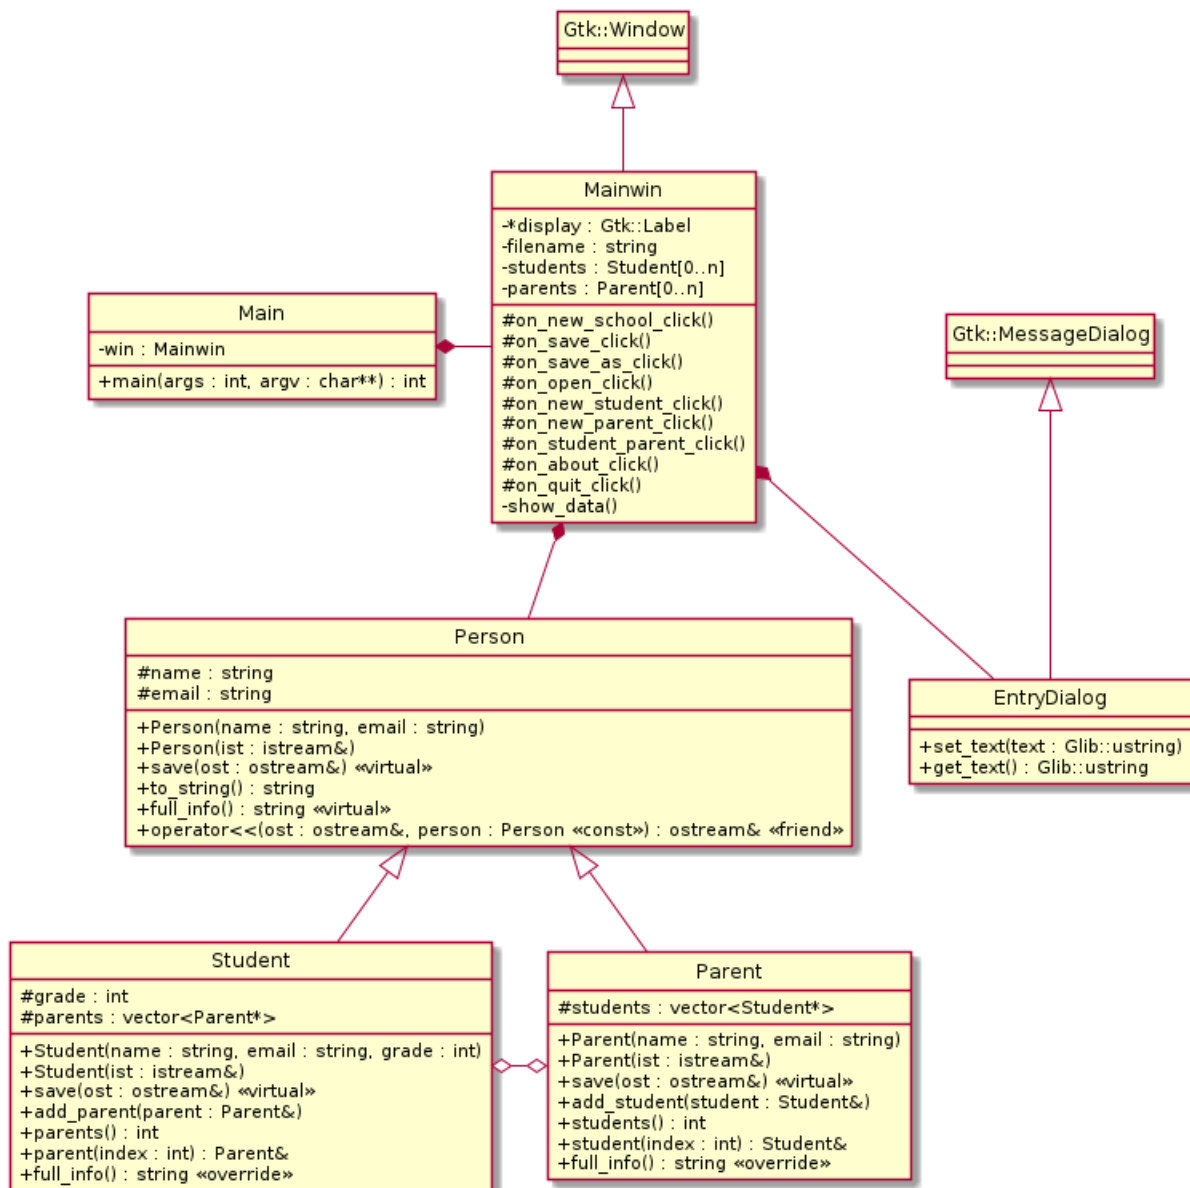 Gtk::Window
Mainwin
-*display : Gtk::Label
-filename : string
-students : Student[0..n]
-parents : Parent[0..n]
#on_new_school_click()
#on_save_click()
#on_save_as_click()
#on_open_click()
#on_new_student_click()
#on_new_parent_click()
#on_student_parent_click()
#on_about_click()
#on_quit_click()
-show_data()
Main
-win : Mainwin
+main(args : int, argv : char**) : int
Gtk::MessageDialog
Person
#name : string
#email : string
+Person(name : string, email : string)
+Person(ist : istream&)
+save(ost : ostream&) «virtual»
+to_string() : string
+full_info() : string «virtual»
+operator<<(ost : ostream&, person : Person «const») : ostream& «friend»
EntryDialog
+set_text(text : Glib::ustring)
+get_text() : Glib::ustring
Student
#grade : int
#parents : vector<Parent*>
+Student(name : string, email : string, grade : int)
+Student(ist : istream&)
+save(ost : ostream&) «virtual»
+add_parent(parent : Parent&)
+parents() : int
+parent(index : int) : Parent&
+full_info() : string «override»
Parent
#students : vector<Student*>
+Parent(name : string, email : string)
+Parent(ist : istream&)
+save(ost : ostream&) «virtual»
+add_student(student : Student&)
+students() : int
+student(index : int) : Student&
+full_info() : string «override»